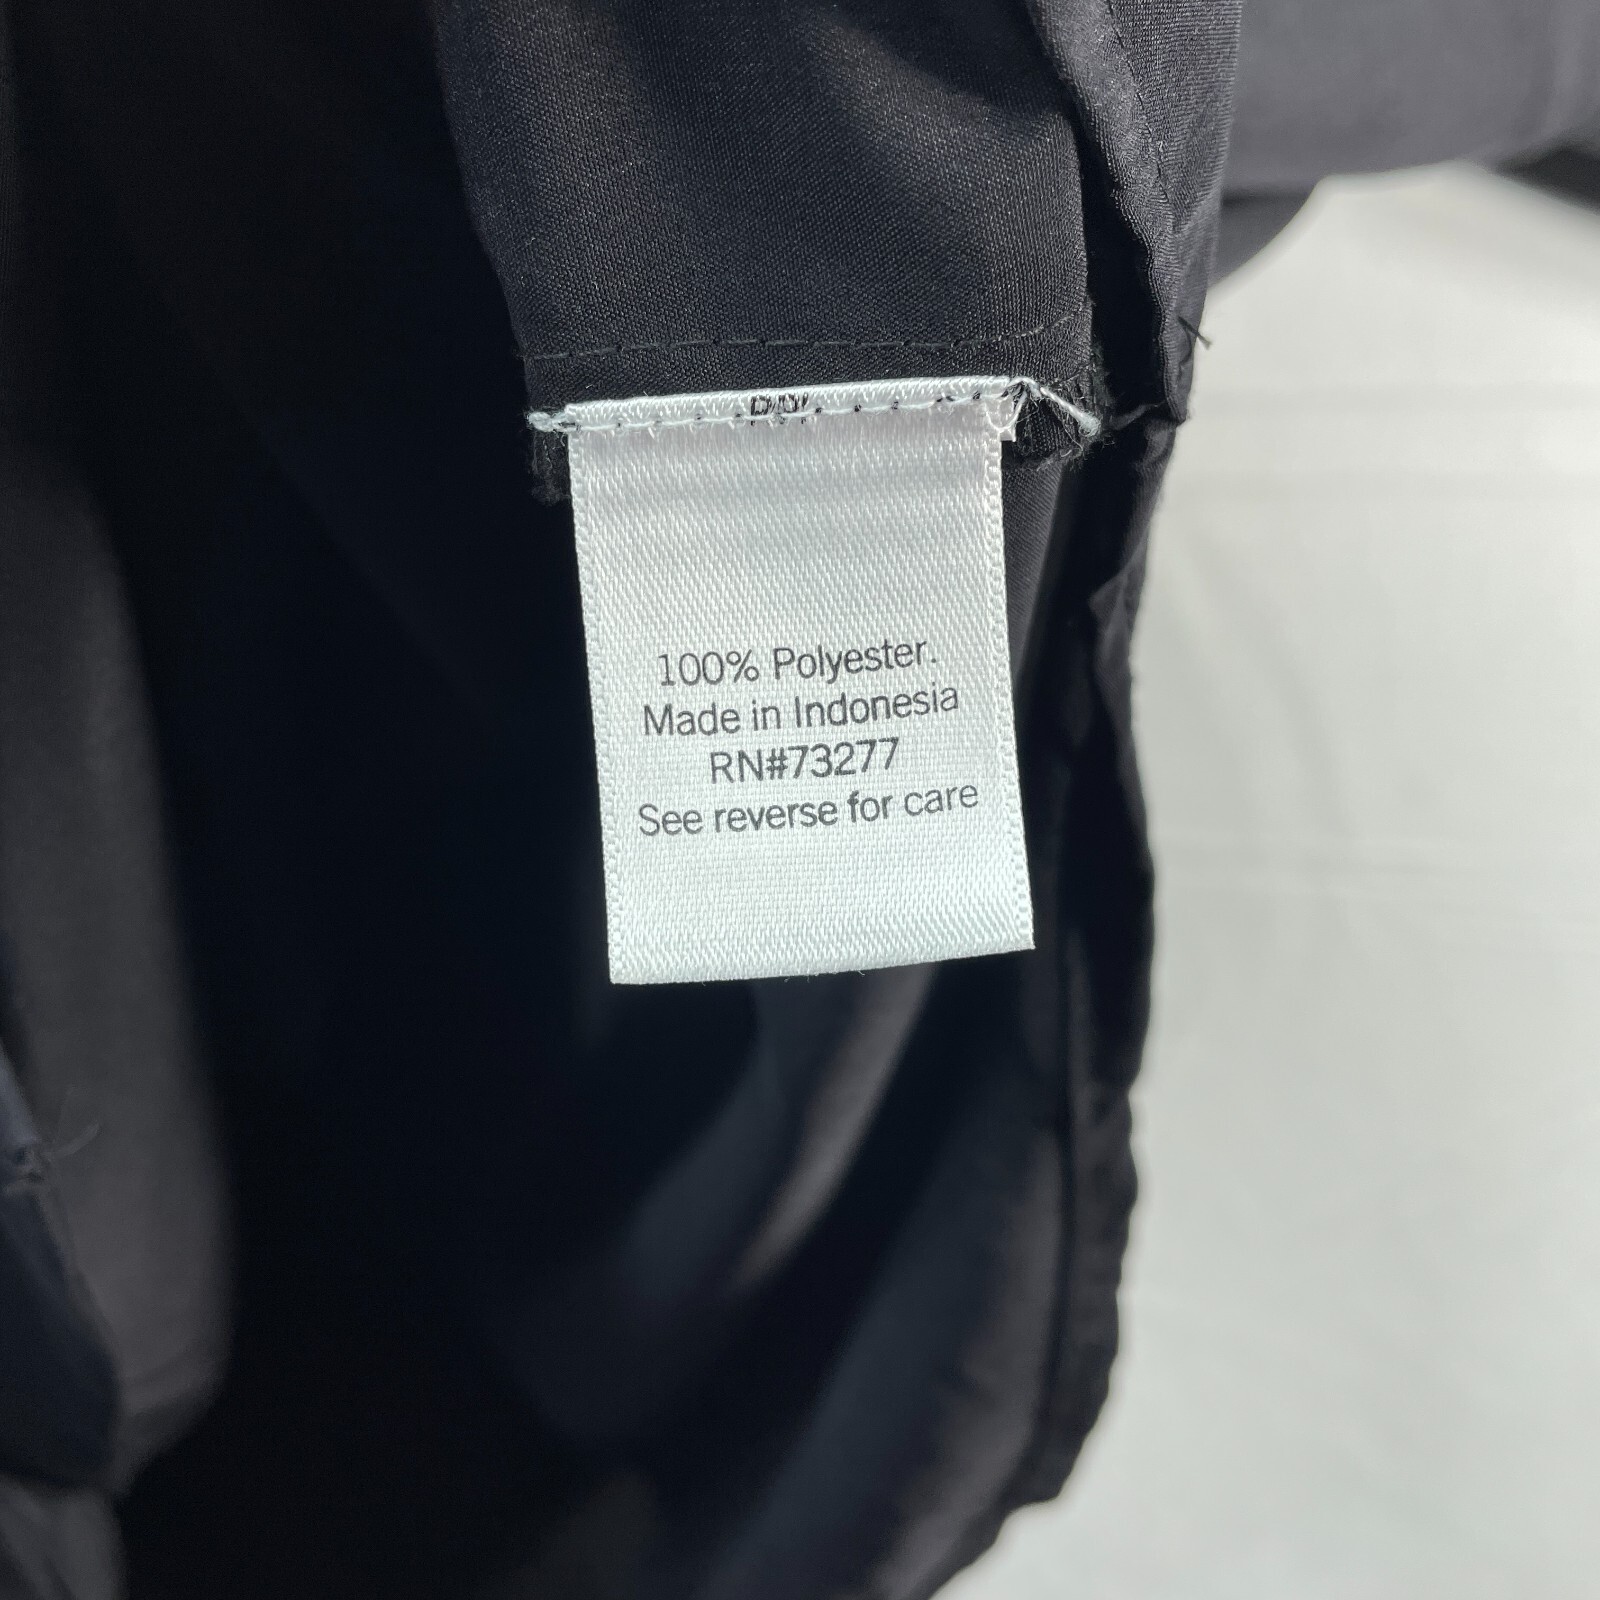 100% Polyester.
Made in Indonesia
RN#73277
See reverse for care